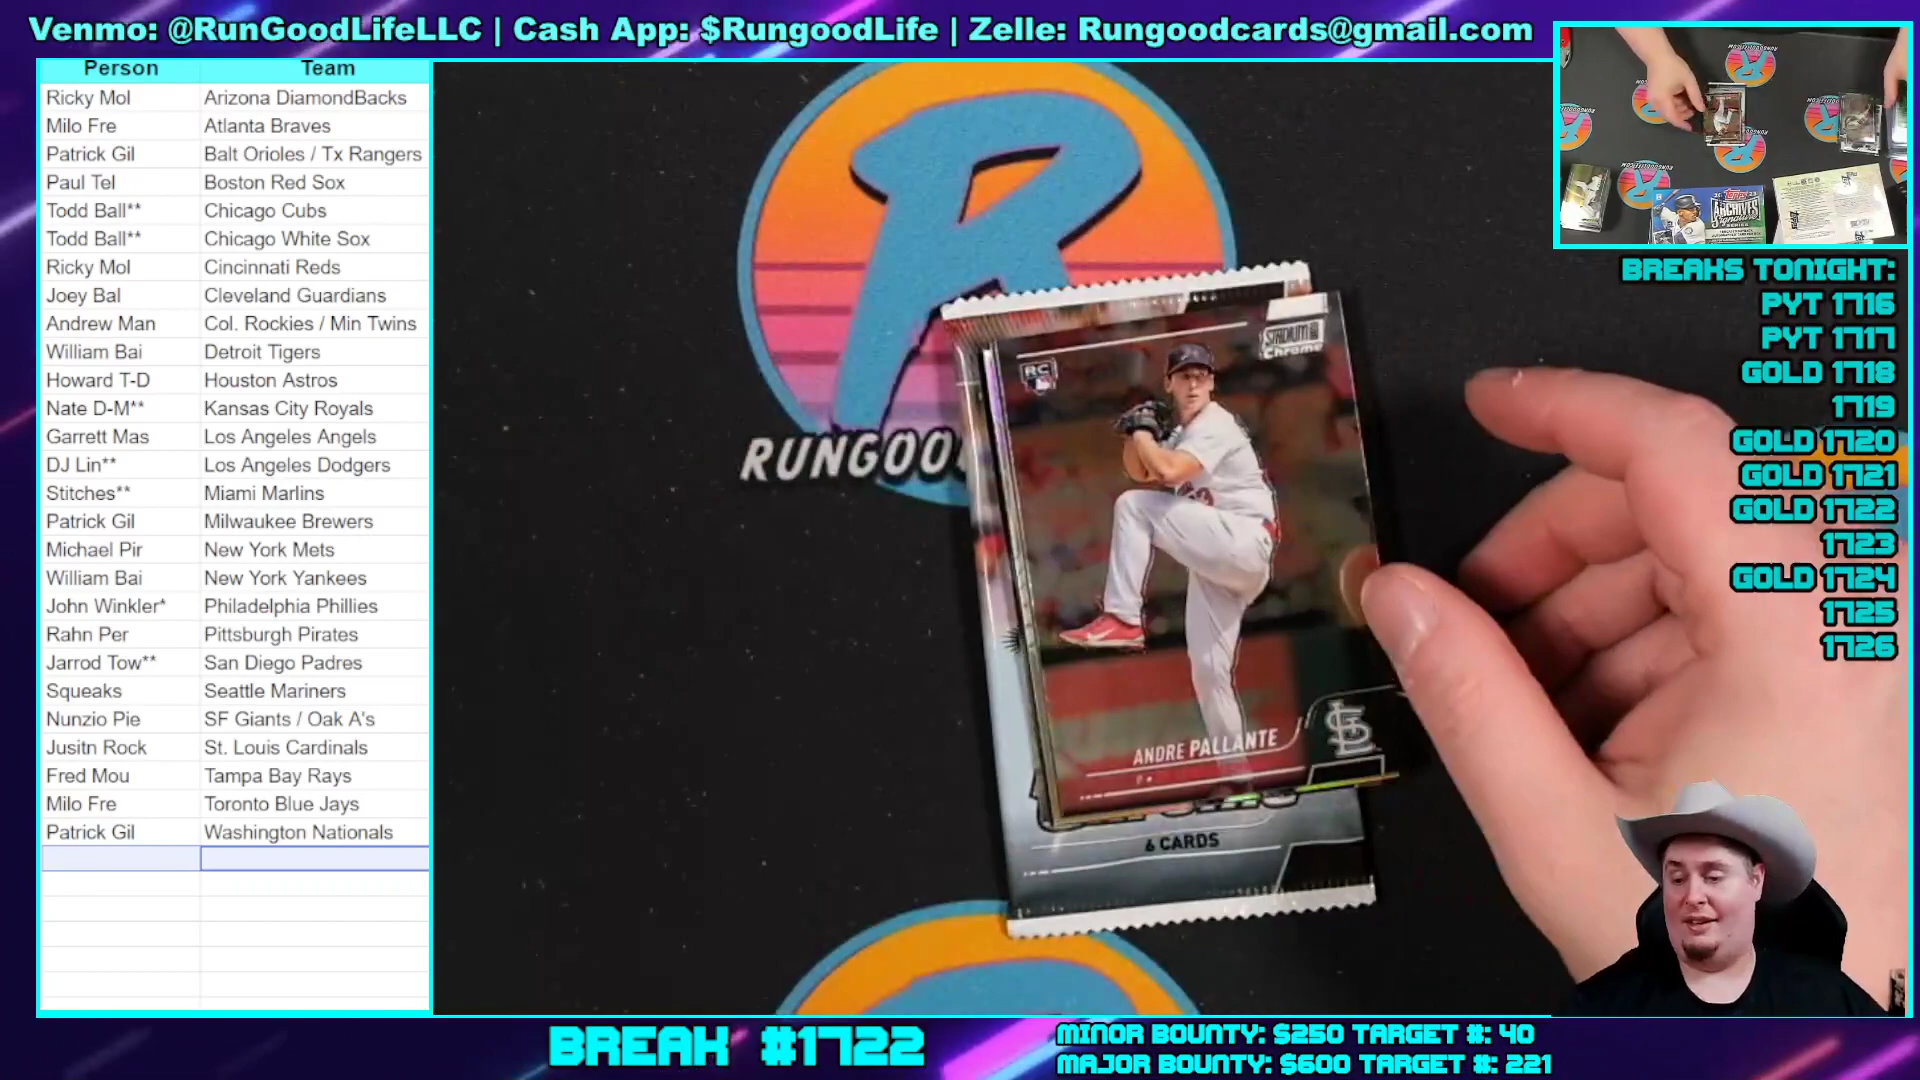 Venmo: @RunGoodLifeLLC | Cash App: $RungoodLife | Zelle: Rungoodcards@gmail.com
Person Team
Ricky Mol Arizona DiamondBacks
Milo Fre Atlanta Braves
Patrick Gil Balt Orioles / Tx Rangers
Paul Tel Boston Red Sox
Todd Ball** Chicago Cubs
Todd Ball** Chicago White Sox
Ricky Mol Cincinnati Reds
Joey Bal Cleveland Guardians
Andrew Man Col. Rockies / Min Twins
William Bai Detroit Tigers
Howard T-D Houston Astros
Nate D-M** Kansas City Royals
Garrett Mas Los Angeles Angels
DJ Lin** Los Angeles Dodgers
Stitches** Miami Marlins
Patrick Gil Milwaukee Brewers
Michael Pir New York Mets
William Bai New York Yankees
John Winkler* Philadelphia Phillies
Rahn Per Pittsburgh Pirates
Jarrod Tow** San Diego Padres
Squeaks Seattle Mariners
Nunzio Pie SF Giants / Oak A's
Jusitn Rock St. Louis Cardinals
Fred Mou Tampa Bay Rays
Milo Fre Toronto Blue Jays
Patrick Gil Washington Nationals
R
RUNGOO
STADIUM
Chrome
RC
ANDRE PALLANTE
STL
6 CARDS
Topps
ARCHIVES
Signature
BREAKS TONIGHT:
PYT 1716
PYT 1717
GOLD 1718
1719
GOLD 1720
GOLD 1721
GOLD 1722
1723
GOLD 1724
1725
1726
BREAK #1722
MINOR BOUNTY: $250 TARGET #: 40
MAJOR BOUNTY: $600 TARGET #: 221